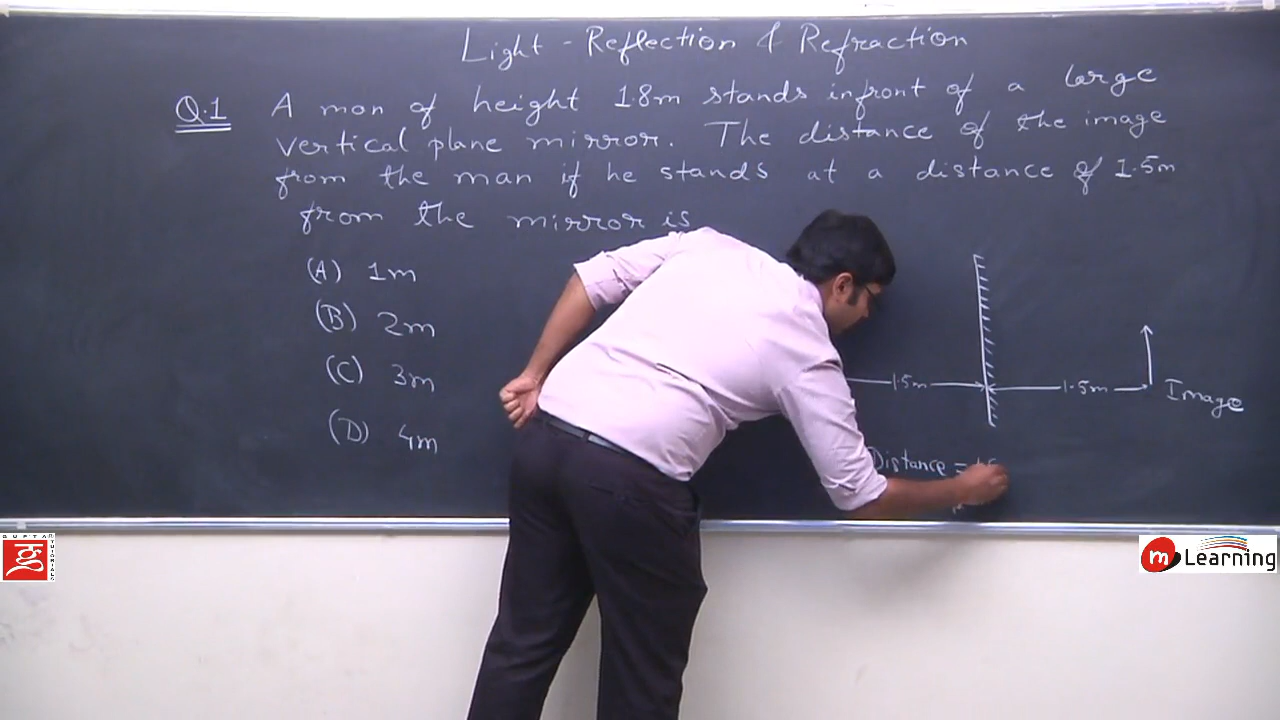 Light - Reflection & Refraction
Q.1 A man of height 1.8m stands infront of a large
vertical plane mirror. The distance of the image
from the man if he stands at a distance of 1.5m
from the mirror is
(A) 1m
(B) 2m
(C) 3m
(D) 4m
1.5m
1.5m
Image
Distance =
GUPTA
TUTORIALS
m Learning